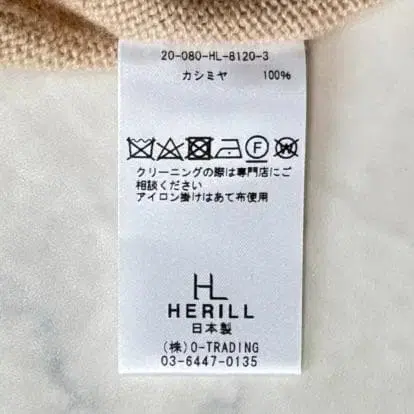 20-080-HL-8120-3
カシミヤ 100%
F
W
クリーニングの際は専門店にご
相談ください
アイロン掛けはあて布使用
HL
HERILL
日本製
(株)O-TRADING
03-6447-0135